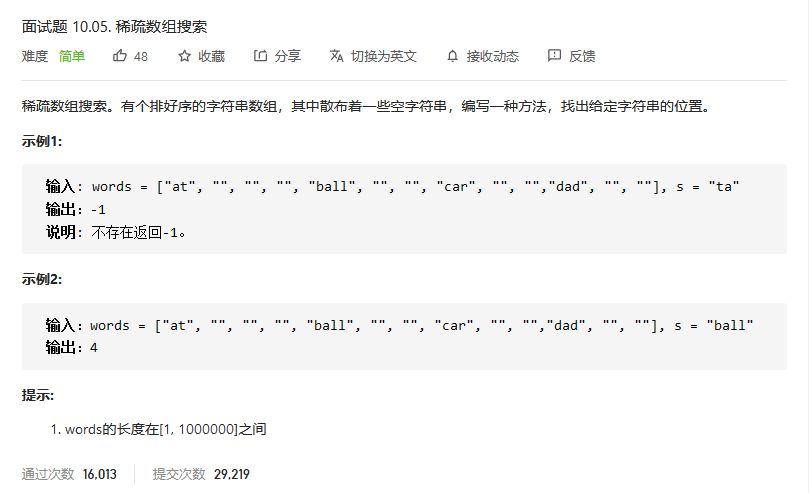 面试题 10.05. 稀疏数组搜索
难度 简单 48 收藏 分享 切换为英文 接收动态 反馈
稀疏数组搜索。有个排好序的字符串数组，其中散布着一些空字符串，编写一种方法，找出给定字符串的位置。
示例1:
输入: words = ["at", "", "", "", "ball", "", "", "car", "", "","dad", "", ""], s = "ta"
输出：-1
说明: 不存在返回-1。
示例2:
输入：words = ["at", "", "", "", "ball", "", "", "car", "", "","dad", "", ""], s = "ball"
输出：4
提示:
1. words的长度在[1, 1000000]之间
通过次数 16,013 提交次数 29,219